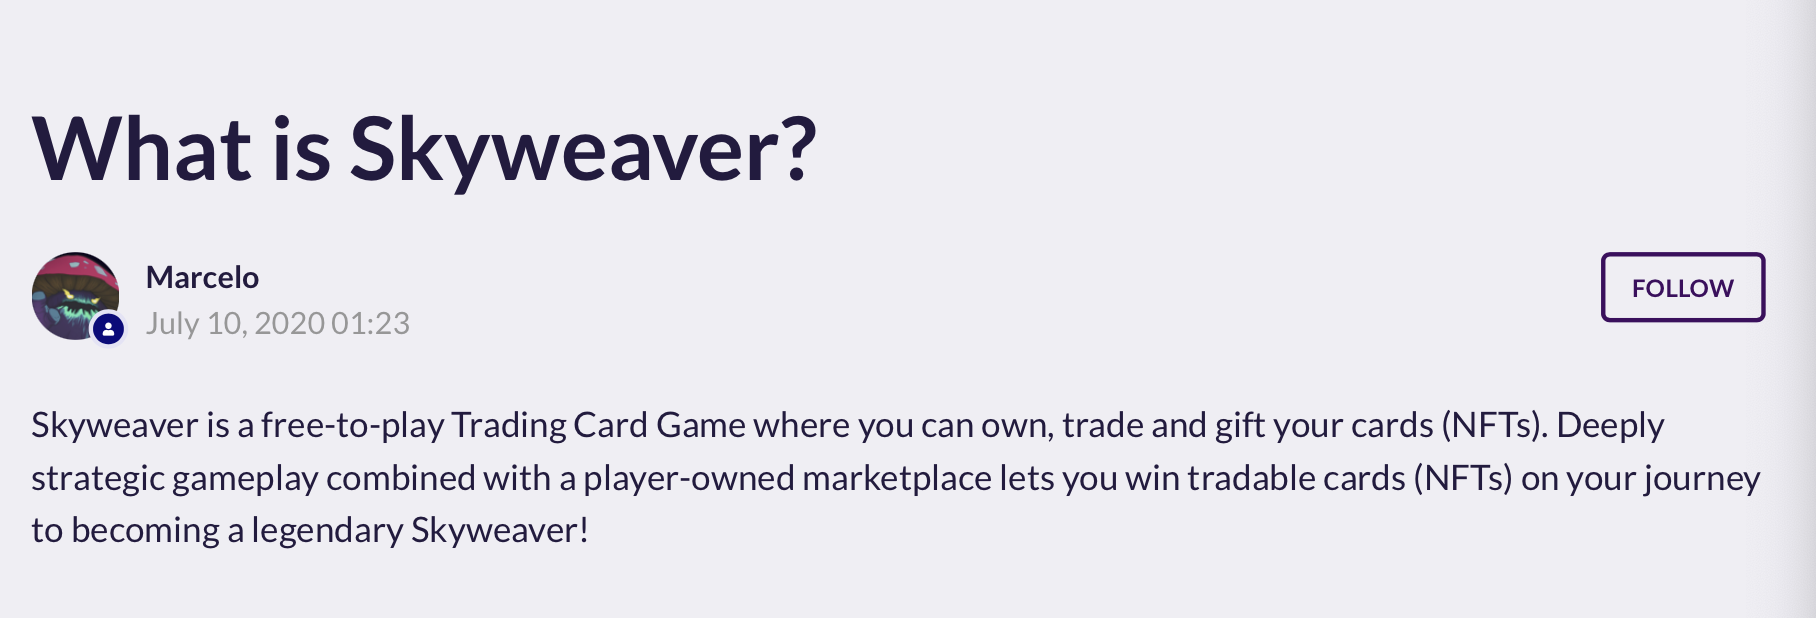 What is Skyweaver?
Marcelo
July 10, 2020 01:23
FOLLOW
Skyweaver is a free-to-play Trading Card Game where you can own, trade and gift your cards (NFTs). Deeply
strategic gameplay combined with a player-owned marketplace lets you win tradable cards (NFTs) on your journey
to becoming a legendary Skyweaver!